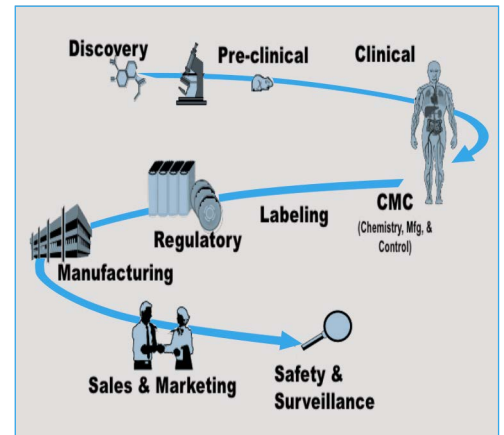 Discovery
Pre-clinical
Clinical
CMC
(Chemistry, Mfg, &
Control)
Labeling
Regulatory
Manufacturing
Sales & Marketing
Safety &
Surveillance